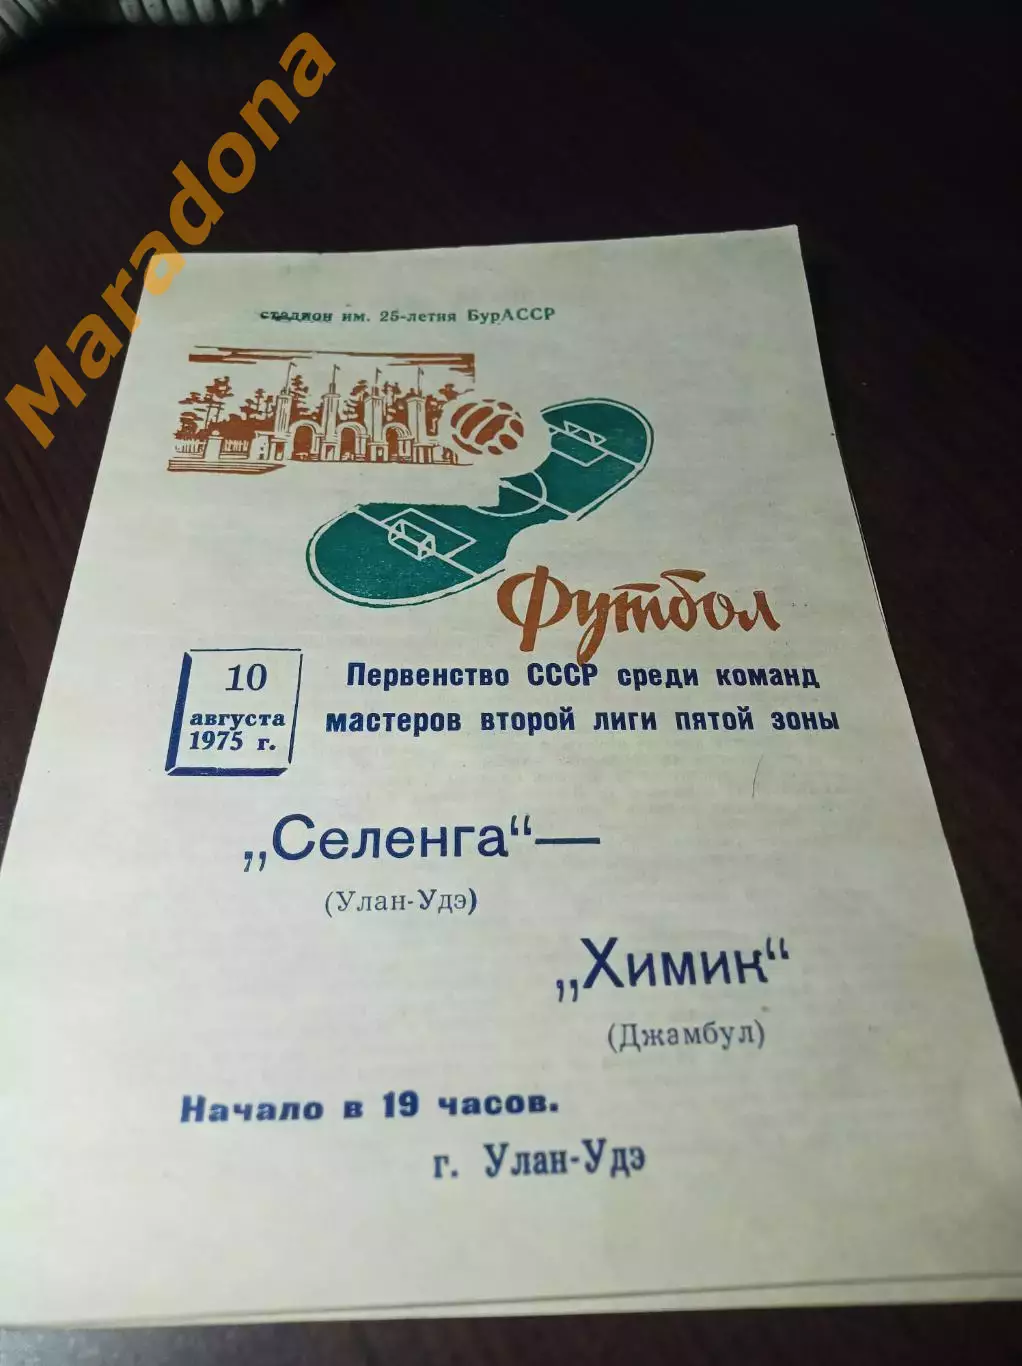 Maradona
стадион им. 25-летия БурАССР
Футбол
10
августа
1975 г.
Первенство СССР среди команд
мастеров второй лиги пятой зоны
„Селенга“—
(Улан-Удэ)
„Химик“
(Джамбул)
Начало в 19 часов.
г. Улан-Удэ